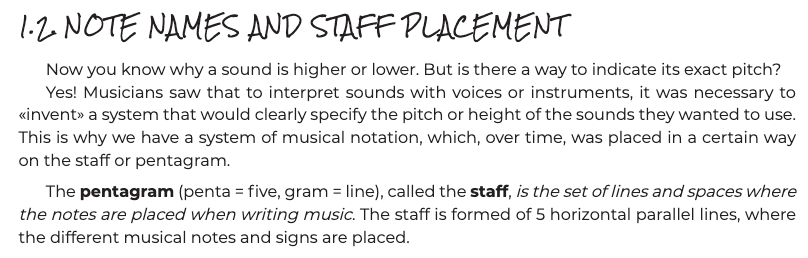 1.2. NOTE NAMES AND STAFF PLACEMENT
Now you know why a sound is higher or lower. But is there a way to indicate its exact pitch?
Yes! Musicians saw that to interpret sounds with voices or instruments, it was necessary to
«invent» a system that would clearly specify the pitch or height of the sounds they wanted to use.
This is why we have a system of musical notation, which, over time, was placed in a certain way
on the staff or pentagram.
The pentagram (penta = five, gram = line), called the staff, is the set of lines and spaces where
the notes are placed when writing music. The staff is formed of 5 horizontal parallel lines, where
the different musical notes and signs are placed.